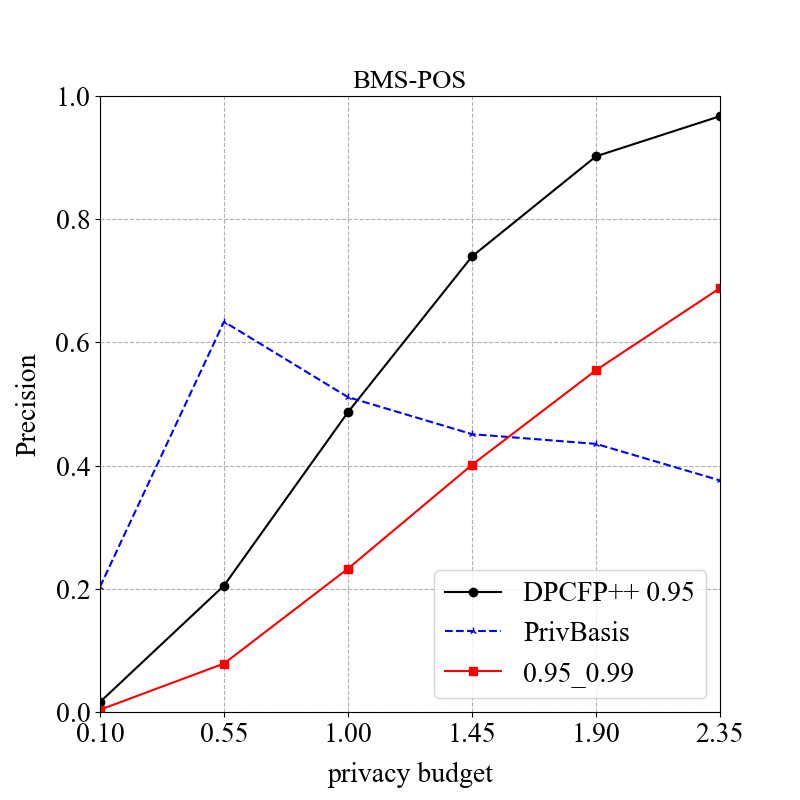 BMS-POS
1.0
0.8
0.6
0.4
0.2
0.0
Precision
0.10 0.55 1.00 1.45 1.90 2.35
privacy budget
DPCFP++ 0.95
PrivBasis
0.95_0.99